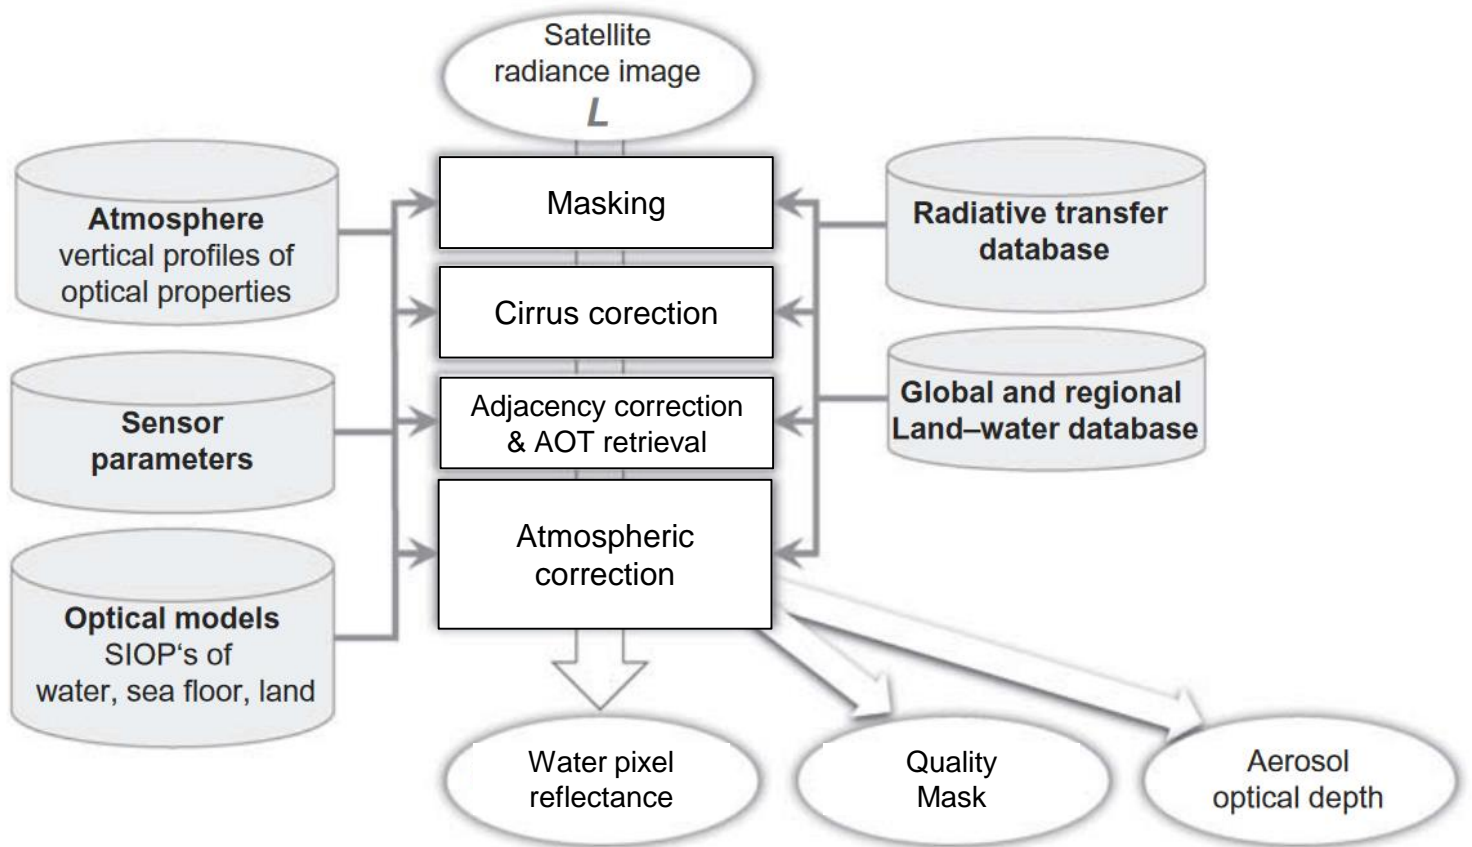 Satellite
radiance image
L
Masking
Cirrus corection
Adjacency correction
& AOT retrieval
Atmospheric
correction
Atmosphere
vertical profiles of
optical properties
Sensor
parameters
Optical models
SIOP‘s of
water, sea floor, land
Radiative transfer
database
Global and regional
Land–water database
Water pixel
reflectance
Quality
Mask
Aerosol
optical depth